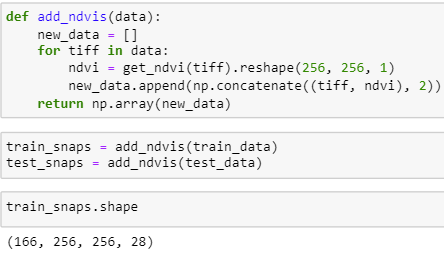 def add_ndvis(data):
    new_data = []
    for tiff in data:
        ndvi = get_ndvi(tiff).reshape(256, 256, 1)
        new_data.append(np.concatenate((tiff, ndvi), 2))
    return np.array(new_data)
train_snaps = add_ndvis(train_data)
test_snaps = add_ndvis(test_data)
train_snaps.shape
(166, 256, 256, 28)